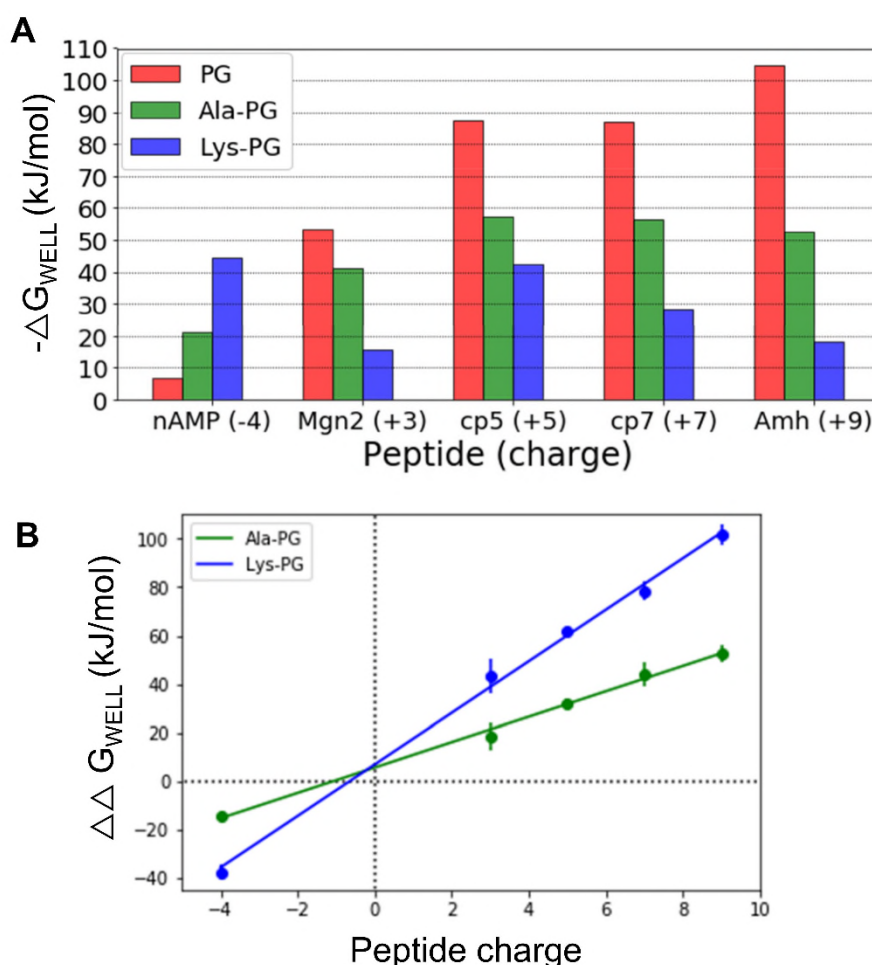 A
-△G WELL (kJ/mol)
110
100
90
80
70
60
50
40
30
20
10
0
PG
Ala-PG
Lys-PG
nAMP (-4) Mgn2 (+3) cp5 (+5) cp7 (+7) Amh (+9)
Peptide (charge)
B
△△ G WELL (kJ/mol)
100
80
60
40
20
0
−20
−40
Ala-PG
Lys-PG
−4 −2 0 2 4 6 8 10
Peptide charge